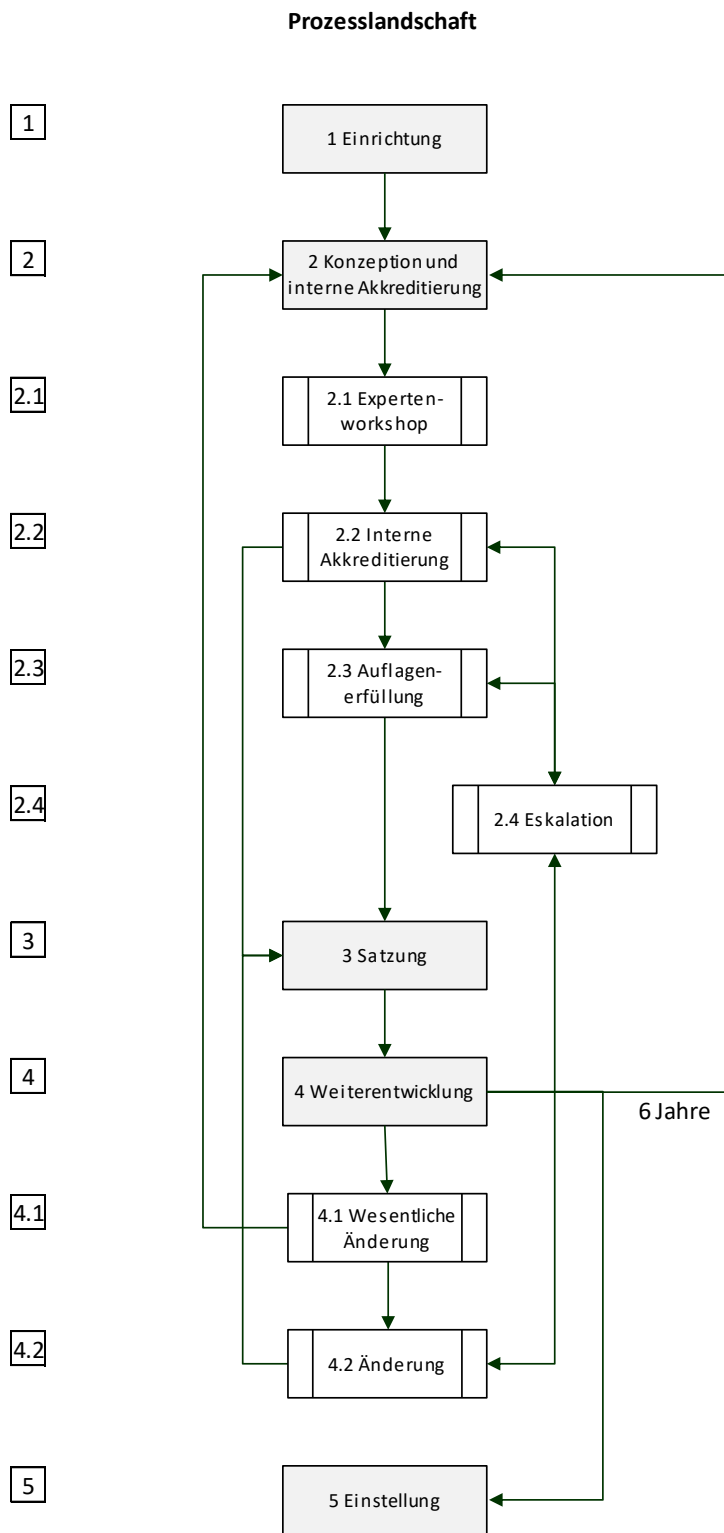 Prozesslandschaft
1
1 Einrichtung
2
2 Konzeption und
interne Akkreditierung
2.1
2.1 Experten-
workshop
2.2
2.2 Interne
Akkreditierung
2.3
2.3 Auflagen-
erfüllung
2.4
2.4 Eskalation
3
3 Satzung
4
4 Weiterentwicklung
6 Jahre
4.1
4.1 Wesentliche
Änderung
4.2
4.2 Änderung
5
5 Einstellung